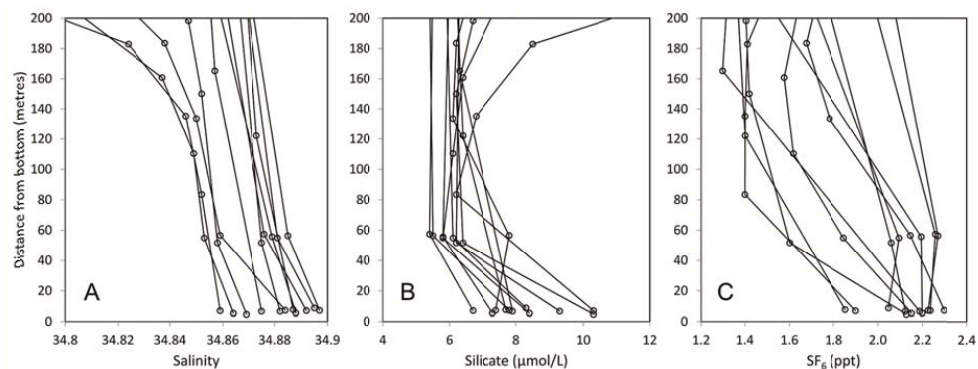 200 200 200
180 180 180
160 160 160
140 140 140
120 120 120
100 100 100
80 80 80
60 60 60
40 40 40
20 20 20
0 0 0
Distance from bottom (metres)
A B C
34.8 34.82 34.84 34.86 34.88 34.9 4 6 8 10 12 1.2 1.4 1.6 1.8 2.0 2.2 2.4
Salinity Silicate (µmol/L) SF₆ (ppt)